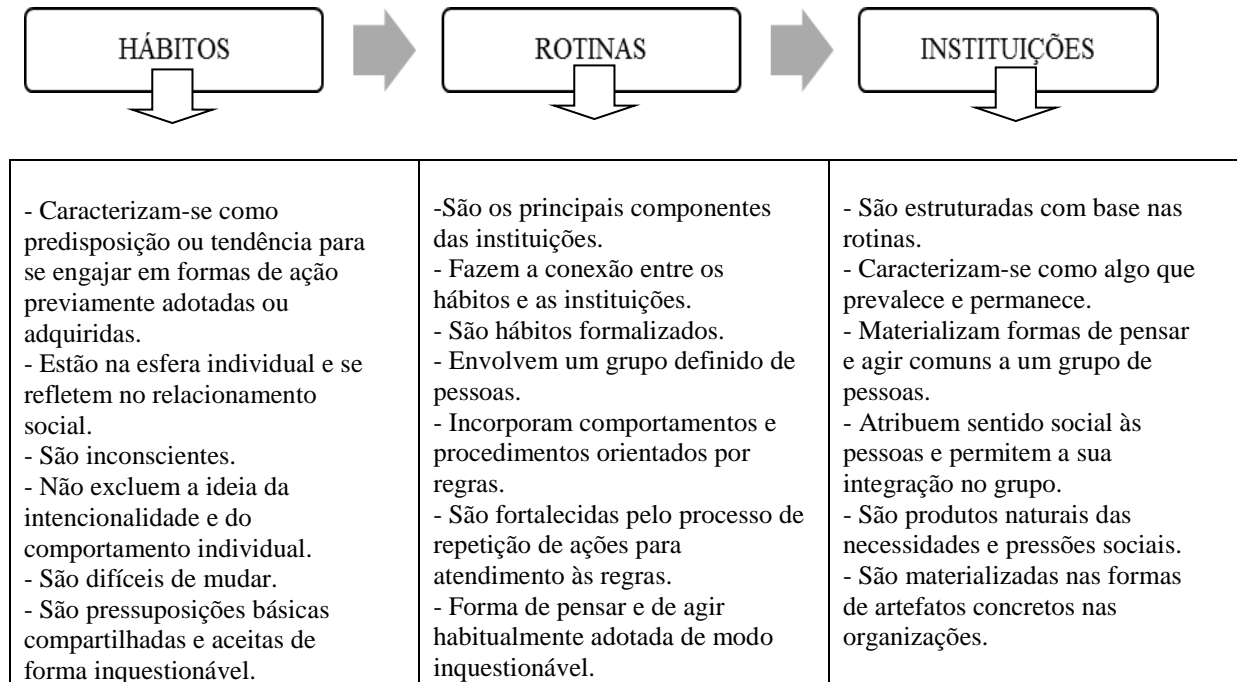 HÁBITOS
ROTINAS
INSTITUIÇÕES
- Caracterizam-se como
predisposição ou tendência para
se engajar em formas de ação
previamente adotadas ou
adquiridas.
- Estão na esfera individual e se
refletem no relacionamento
social.
- São inconscientes.
- Não excluem a ideia da
intencionalidade e do
comportamento individual.
- São difíceis de mudar.
- São pressuposições básicas
compartilhadas e aceitas de
forma inquestionável.
-São os principais componentes
das instituições.
- Fazem a conexão entre os
hábitos e as instituições.
- São hábitos formalizados.
- Envolvem um grupo definido de
pessoas.
- Incorporam comportamentos e
procedimentos orientados por
regras.
- São fortalecidas pelo processo de
repetição de ações para
atendimento às regras.
- Forma de pensar e de agir
habitualmente adotada de modo
inquestionável.
- São estruturadas com base nas
rotinas.
- Caracterizam-se como algo que
prevalece e permanece.
- Materializam formas de pensar
e agir comuns a um grupo de
pessoas.
- Atribuem sentido social às
pessoas e permitem a sua
integração no grupo.
- São produtos naturais das
necessidades e pressões sociais.
- São materializadas nas formas
de artefatos concretos nas
organizações.